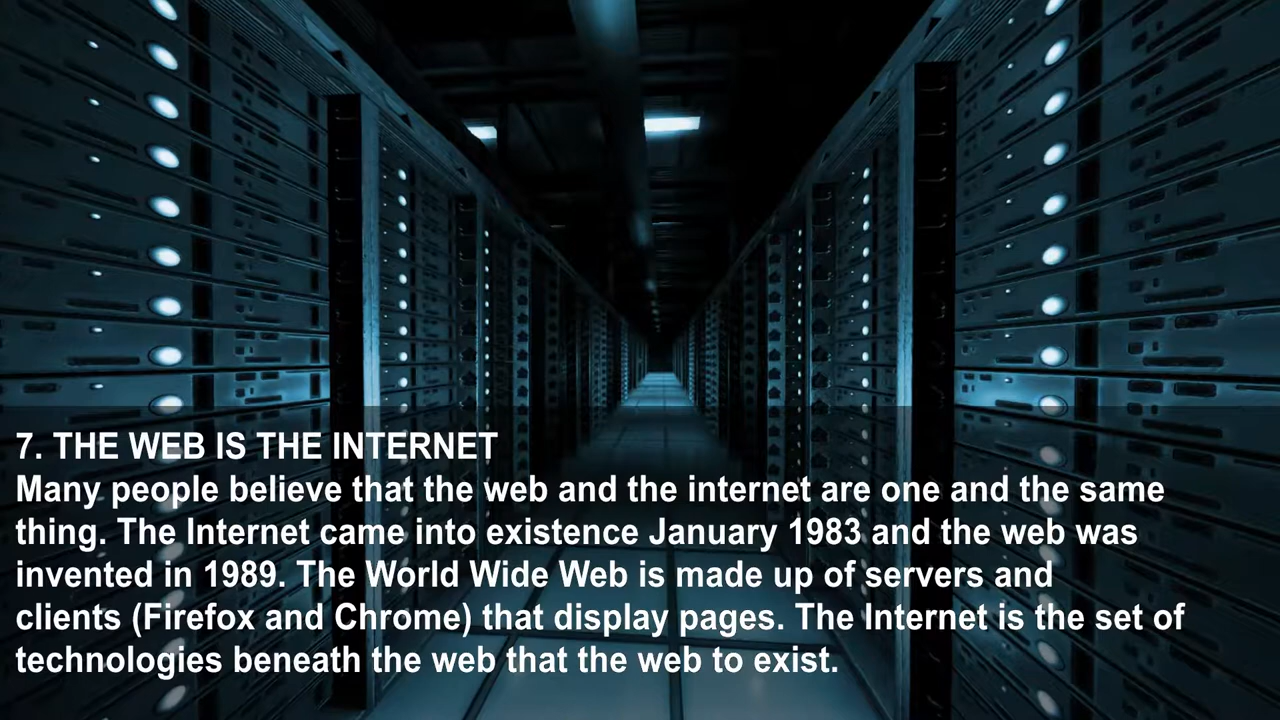 7. THE WEB IS THE INTERNET
Many people believe that the web and the internet are one and the same
thing. The Internet came into existence January 1983 and the web was
invented in 1989. The World Wide Web is made up of servers and
clients (Firefox and Chrome) that display pages. The Internet is the set of
technologies beneath the web that the web to exist.